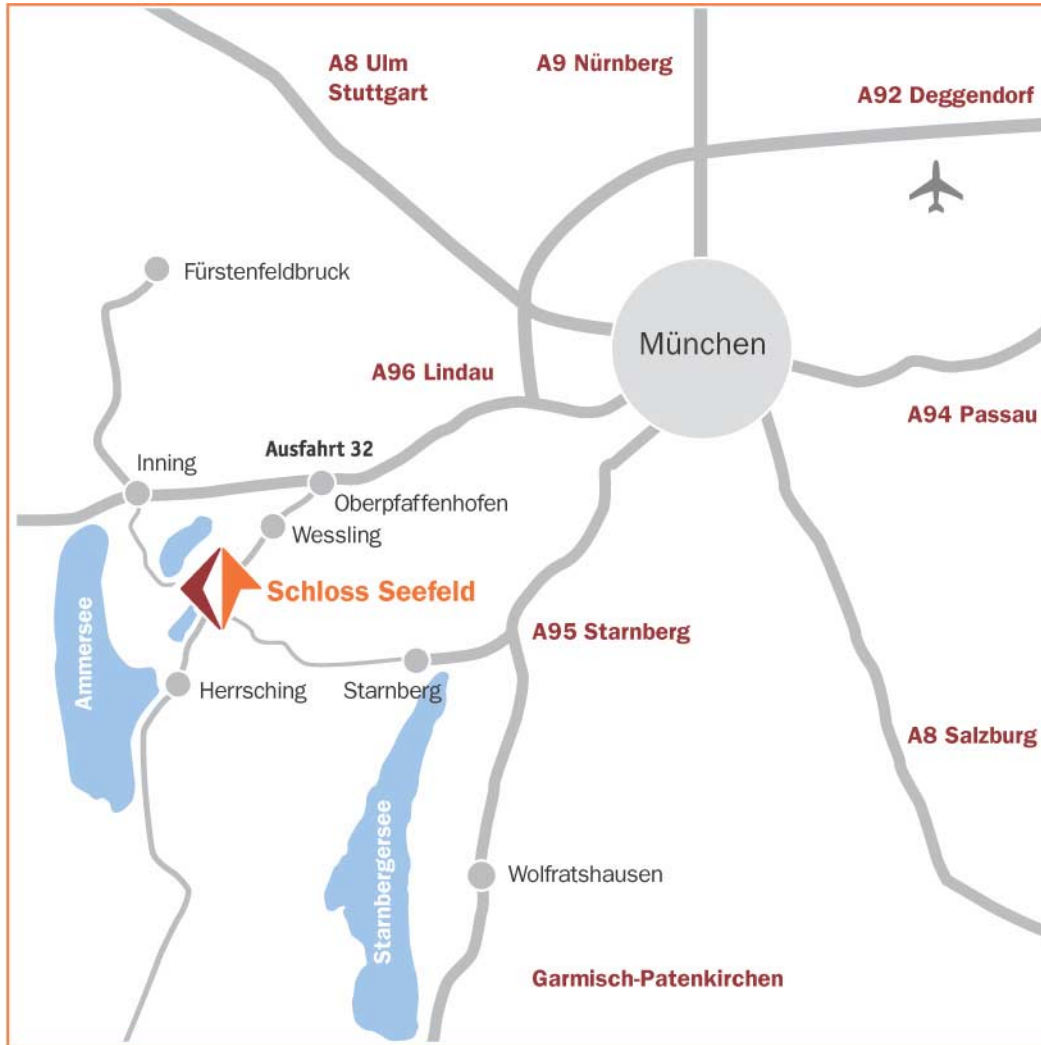 A8 Ulm
Stuttgart
A9 Nürnberg
A92 Deggendorf
Fürstenfeldbruck
München
A96 Lindau
A94 Passau
Ausfahrt 32
Inning
Oberpfaffenhofen
Wessling
Schloss Seefeld
A95 Starnberg
Ammersee
Herrsching
Starnberg
A8 Salzburg
Starnbergersee
Wolfratshausen
Garmisch-Patenkirchen